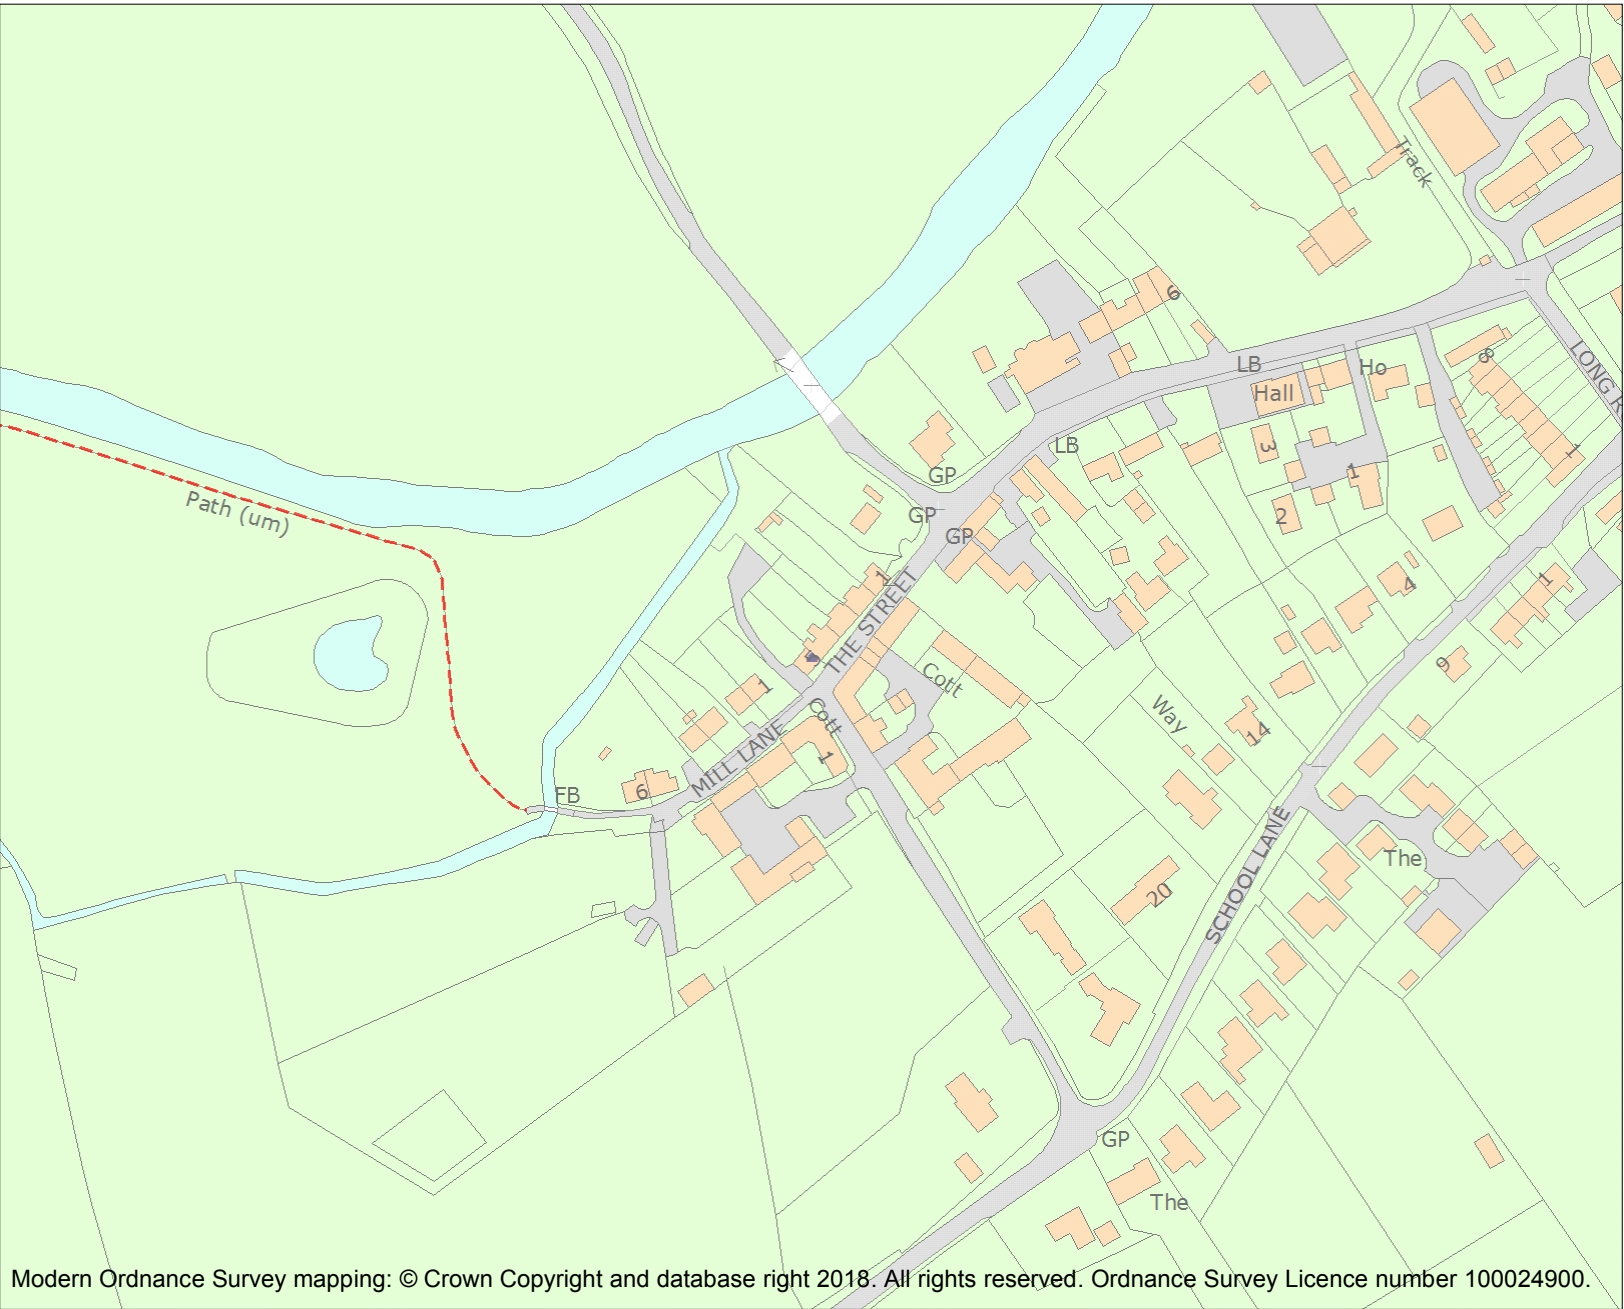 Track
6
LB
Ho
8
LONG R
Hall
LB
3
1
1
GP
Path (um)
GP
2
GP
1
1
4
THE STREET
5
9
Cott
1
Cott
Way
14
MILL LANE
1
6
FB
SCHOOL LANE
The
20
GP
The
Modern Ordnance Survey mapping: © Crown Copyright and database right 2018. All rights reserved. Ordnance Survey Licence number 100024900.